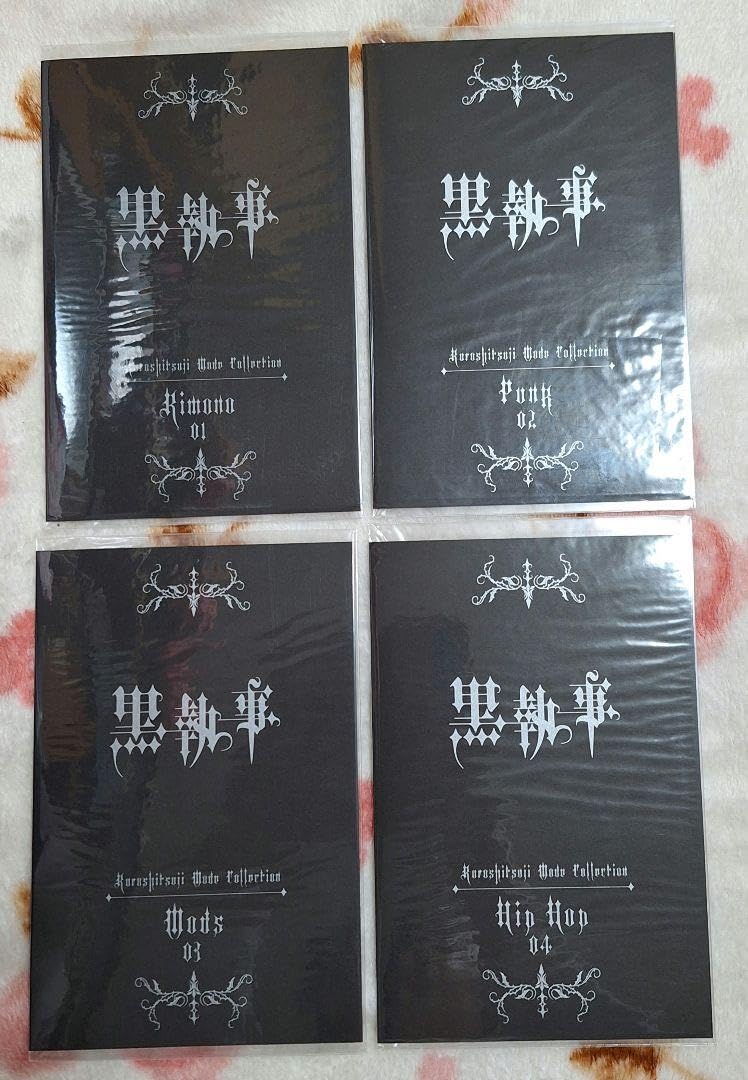 黒執事
Kuroshitsuji Mode Collection
Kimono
01
黒執事
Kuroshitsuji Mode Collection
Punk
02
黒執事
Kuroshitsuji Mode Collection
Mods
03
黒執事
Kuroshitsuji Mode Collection
Hip Hop
04